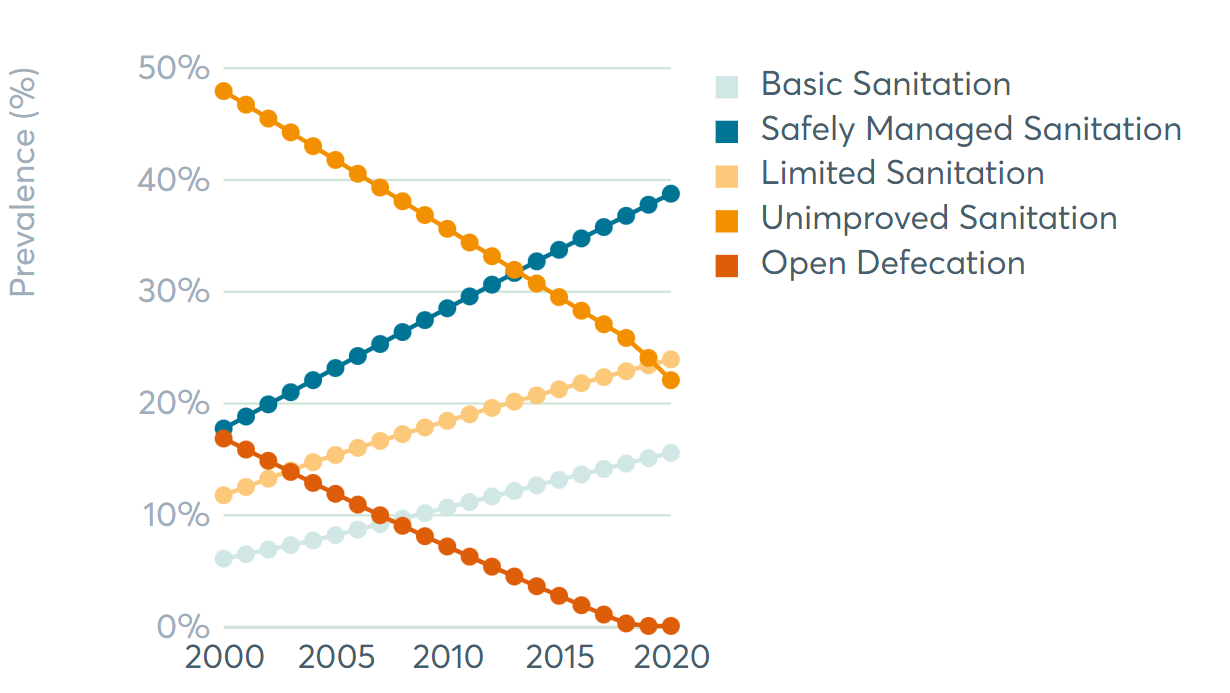 Prevalence (%)
50%
40%
30%
20%
10%
0%
2000 2005 2010 2015 2020
Basic Sanitation
Safely Managed Sanitation
Limited Sanitation
Unimproved Sanitation
Open Defecation